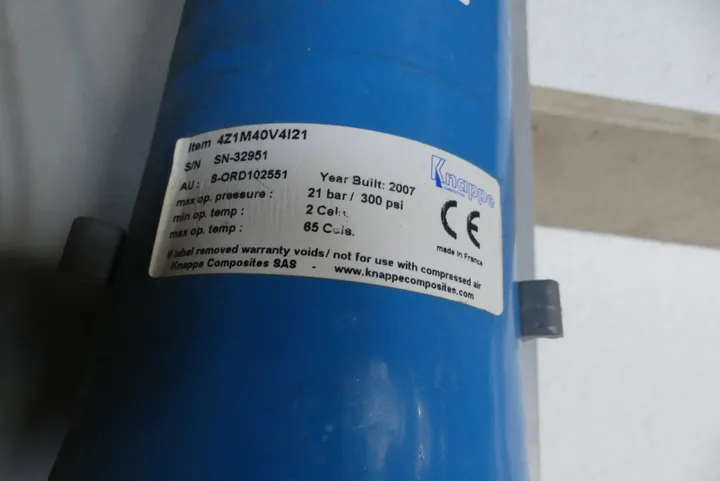 Item 4Z1M40V4I21
S/N SN-32951
AU : S-ORD102551 Year Built: 2007
max op. pressure : 21 bar / 300 psi
min op. temp : 2 Cels.
max op. temp : 65 Cels.
If label removed warranty voids/ not for use with compressed air
Knappe Composites SAS - www.knappecomposites.com
Knappe
CE
made in France